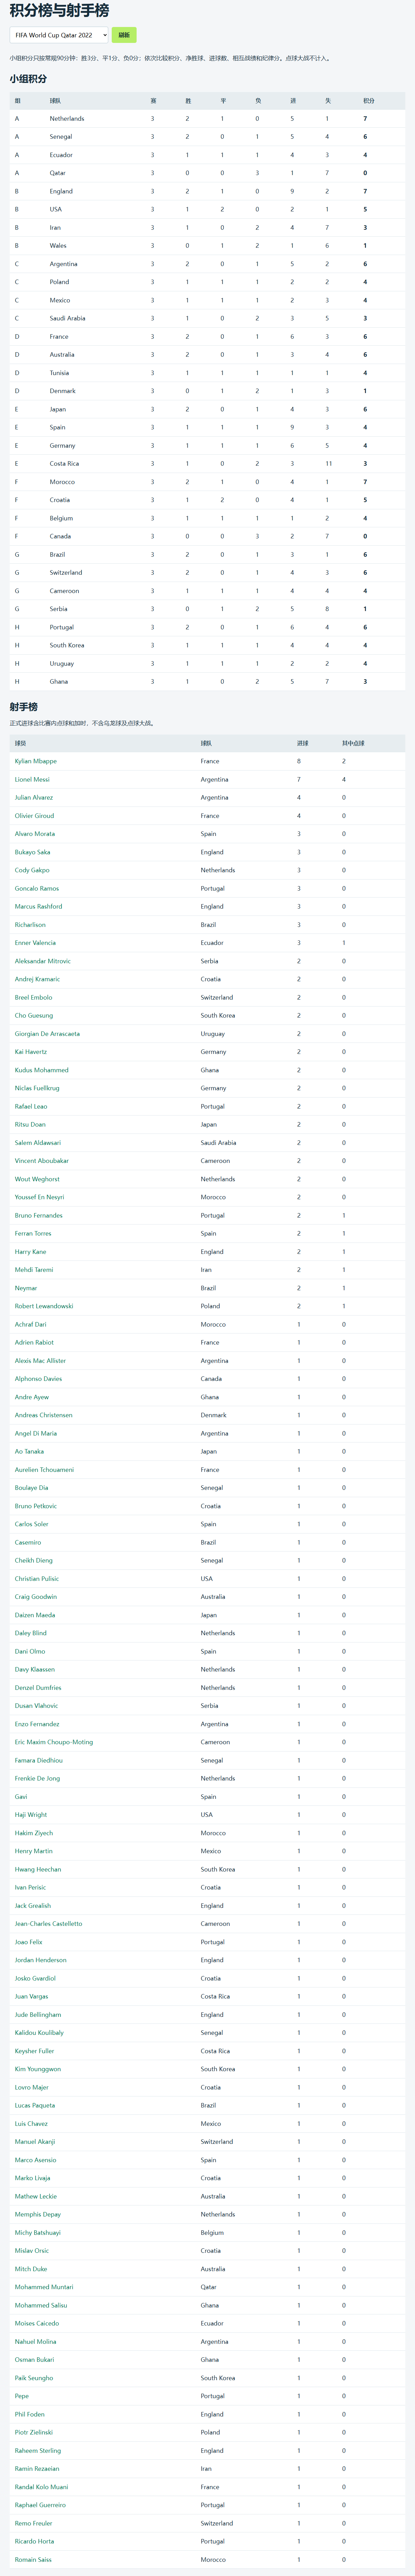 积分榜与射手榜
FIFA World Cup Qatar 2022 刷新
小组积分只按常规90分钟：胜3分、平1分、负0分；依次比较积分、净胜球、进球数、相互战绩和纪律分。点球大战不计入。
小组积分
组 球队 赛 胜 平 负 进 失 积分
A Netherlands 3 2 1 0 5 1 7
A Senegal 3 2 0 1 5 4 6
A Ecuador 3 1 1 1 4 3 4
A Qatar 3 0 0 3 1 7 0
B England 3 2 1 0 9 2 7
B USA 3 1 2 0 2 1 5
B Iran 3 1 0 2 4 7 3
B Wales 3 0 1 2 1 6 1
C Argentina 3 2 0 1 5 2 6
C Poland 3 1 1 1 2 2 4
C Mexico 3 1 1 1 2 3 4
C Saudi Arabia 3 1 0 2 3 5 3
D France 3 2 0 1 6 3 6
D Australia 3 2 0 1 3 4 6
D Tunisia 3 1 1 1 1 1 4
D Denmark 3 0 1 2 1 3 1
E Japan 3 2 0 1 4 3 6
E Spain 3 1 1 1 9 3 4
E Germany 3 1 1 1 6 5 4
E Costa Rica 3 1 0 2 3 11 3
F Morocco 3 2 1 0 4 1 7
F Croatia 3 1 2 0 4 1 5
F Belgium 3 1 1 1 1 2 4
F Canada 3 0 0 3 2 7 0
G Brazil 3 2 0 1 3 1 6
G Switzerland 3 2 0 1 4 3 6
G Cameroon 3 1 1 1 4 4 4
G Serbia 3 0 1 2 5 8 1
H Portugal 3 2 0 1 6 4 6
H South Korea 3 1 1 1 4 4 4
H Uruguay 3 1 1 1 2 2 4
H Ghana 3 1 0 2 5 7 3
射手榜
正式进球含比赛内点球和加时，不含乌龙球及点球大战。
球员 球队 进球 其中点球
Kylian Mbappe France 8 2
Lionel Messi Argentina 7 4
Julian Alvarez Argentina 4 0
Olivier Giroud France 4 0
Alvaro Morata Spain 3 0
Bukayo Saka England 3 0
Cody Gakpo Netherlands 3 0
Goncalo Ramos Portugal 3 0
Marcus Rashford England 3 0
Richarlison Brazil 3 0
Enner Valencia Ecuador 3 1
Aleksandar Mitrovic Serbia 2 0
Andrej Kramaric Croatia 2 0
Breel Embolo Switzerland 2 0
Cho Guesung South Korea 2 0
Giorgian De Arrascaeta Uruguay 2 0
Kai Havertz Germany 2 0
Kudus Mohammed Ghana 2 0
Niclas Fuellkrug Germany 2 0
Rafael Leao Portugal 2 0
Ritsu Doan Japan 2 0
Salem Aldawsari Saudi Arabia 2 0
Vincent Aboubakar Cameroon 2 0
Wout Weghorst Netherlands 2 0
Youssef En Nesyri Morocco 2 0
Bruno Fernandes Portugal 2 1
Ferran Torres Spain 2 1
Harry Kane England 2 1
Mehdi Taremi Iran 2 1
Neymar Brazil 2 1
Robert Lewandowski Poland 2 1
Achraf Dari Morocco 1 0
Adrien Rabiot France 1 0
Alexis Mac Allister Argentina 1 0
Alphonso Davies Canada 1 0
Andre Ayew Ghana 1 0
Andreas Christensen Denmark 1 0
Angel Di Maria Argentina 1 0
Ao Tanaka Japan 1 0
Aurelien Tchouameni France 1 0
Boulaye Dia Senegal 1 0
Bruno Petkovic Croatia 1 0
Carlos Soler Spain 1 0
Casemiro Brazil 1 0
Cheikh Dieng Senegal 1 0
Christian Pulisic USA 1 0
Craig Goodwin Australia 1 0
Daizen Maeda Japan 1 0
Daley Blind Netherlands 1 0
Dani Olmo Spain 1 0
Davy Klaassen Netherlands 1 0
Denzel Dumfries Netherlands 1 0
Dusan Vlahovic Serbia 1 0
Enzo Fernandez Argentina 1 0
Eric Maxim Choupo-Moting Cameroon 1 0
Famara Diedhiou Senegal 1 0
Frenkie De Jong Netherlands 1 0
Gavi Spain 1 0
Haji Wright USA 1 0
Hakim Ziyech Morocco 1 0
Henry Martin Mexico 1 0
Hwang Heechan South Korea 1 0
Ivan Perisic Croatia 1 0
Jack Grealish England 1 0
Jean-Charles Castelletto Cameroon 1 0
Joao Felix Portugal 1 0
Jordan Henderson England 1 0
Josko Gvardiol Croatia 1 0
Juan Vargas Costa Rica 1 0
Jude Bellingham England 1 0
Kalidou Koulibaly Senegal 1 0
Keysher Fuller Costa Rica 1 0
Kim Younggwon South Korea 1 0
Lovro Majer Croatia 1 0
Lucas Paqueta Brazil 1 0
Luis Chavez Mexico 1 0
Manuel Akanji Switzerland 1 0
Marco Asensio Spain 1 0
Marko Livaja Croatia 1 0
Mathew Leckie Australia 1 0
Memphis Depay Netherlands 1 0
Michy Batshuayi Belgium 1 0
Mislav Orsic Croatia 1 0
Mitch Duke Australia 1 0
Mohammed Muntari Qatar 1 0
Mohammed Salisu Ghana 1 0
Moises Caicedo Ecuador 1 0
Nahuel Molina Argentina 1 0
Osman Bukari Ghana 1 0
Paik Seungho South Korea 1 0
Pepe Portugal 1 0
Phil Foden England 1 0
Piotr Zielinski Poland 1 0
Raheem Sterling England 1 0
Ramin Rezaeian Iran 1 0
Randal Kolo Muani France 1 0
Raphael Guerreiro Portugal 1 0
Remo Freuler Switzerland 1 0
Ricardo Horta Portugal 1 0
Romain Saiss Morocco 1 0